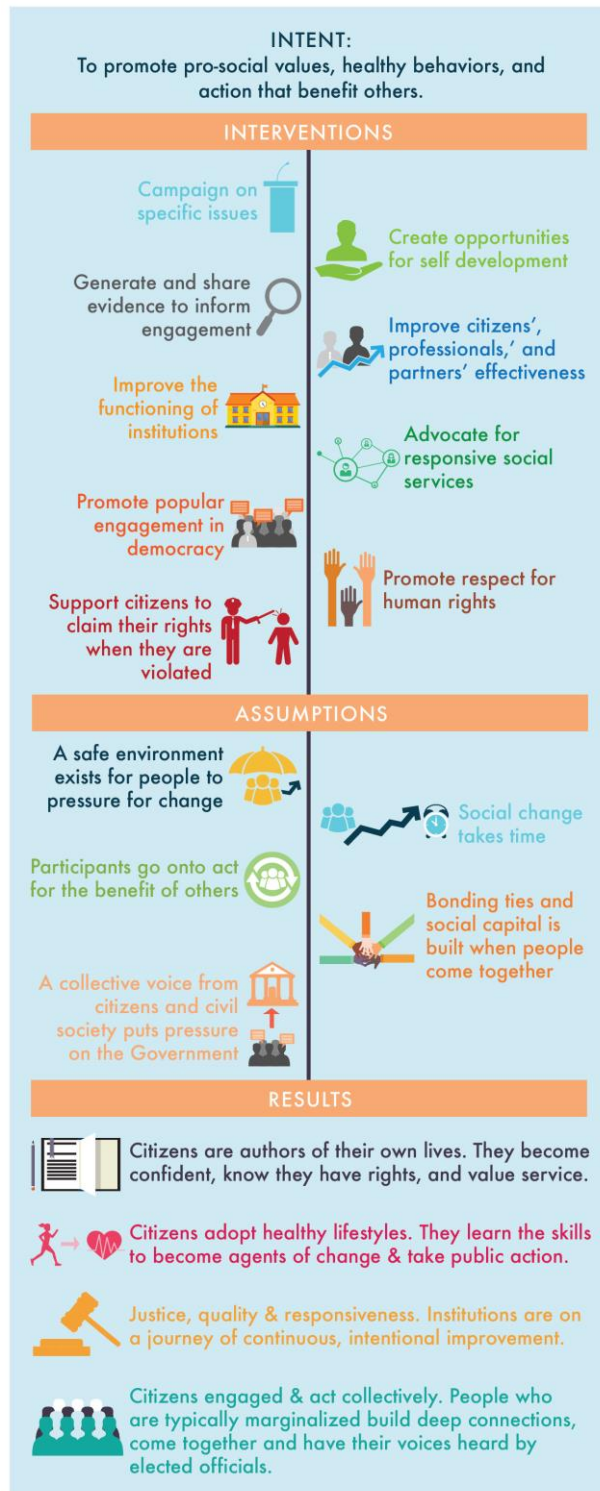 INTENT:
To promote pro-social values, healthy behaviors, and
action that benefit others.
INTERVENTIONS
Campaign on
specific issues
Create opportunities
for self development
Generate and share
evidence to inform
engagement
Improve citizens',
professionals,' and
partners' effectiveness
Improve the
functioning of
institutions
Advocate for
responsive social
services
Promote popular
engagement in
democracy
Promote respect for
human rights
Support citizens to
claim their rights
when they are
violated
ASSUMPTIONS
A safe environment
exists for people to
pressure for change
Social change
takes time
Participants go onto act
for the benefit of others
Bonding ties and
social capital is
built when people
come together
A collective voice from
citizens and civil
society puts pressure
on the Government
RESULTS
Citizens are authors of their own lives. They become
confident, know they have rights, and value service.
Citizens adopt healthy lifestyles. They learn the skills
to become agents of change & take public action.
Justice, quality & responsiveness. Institutions are on
a journey of continuous, intentional improvement.
Citizens engaged & act collectively. People who
are typically marginalized build deep connections,
come together and have their voices heard by
elected officials.